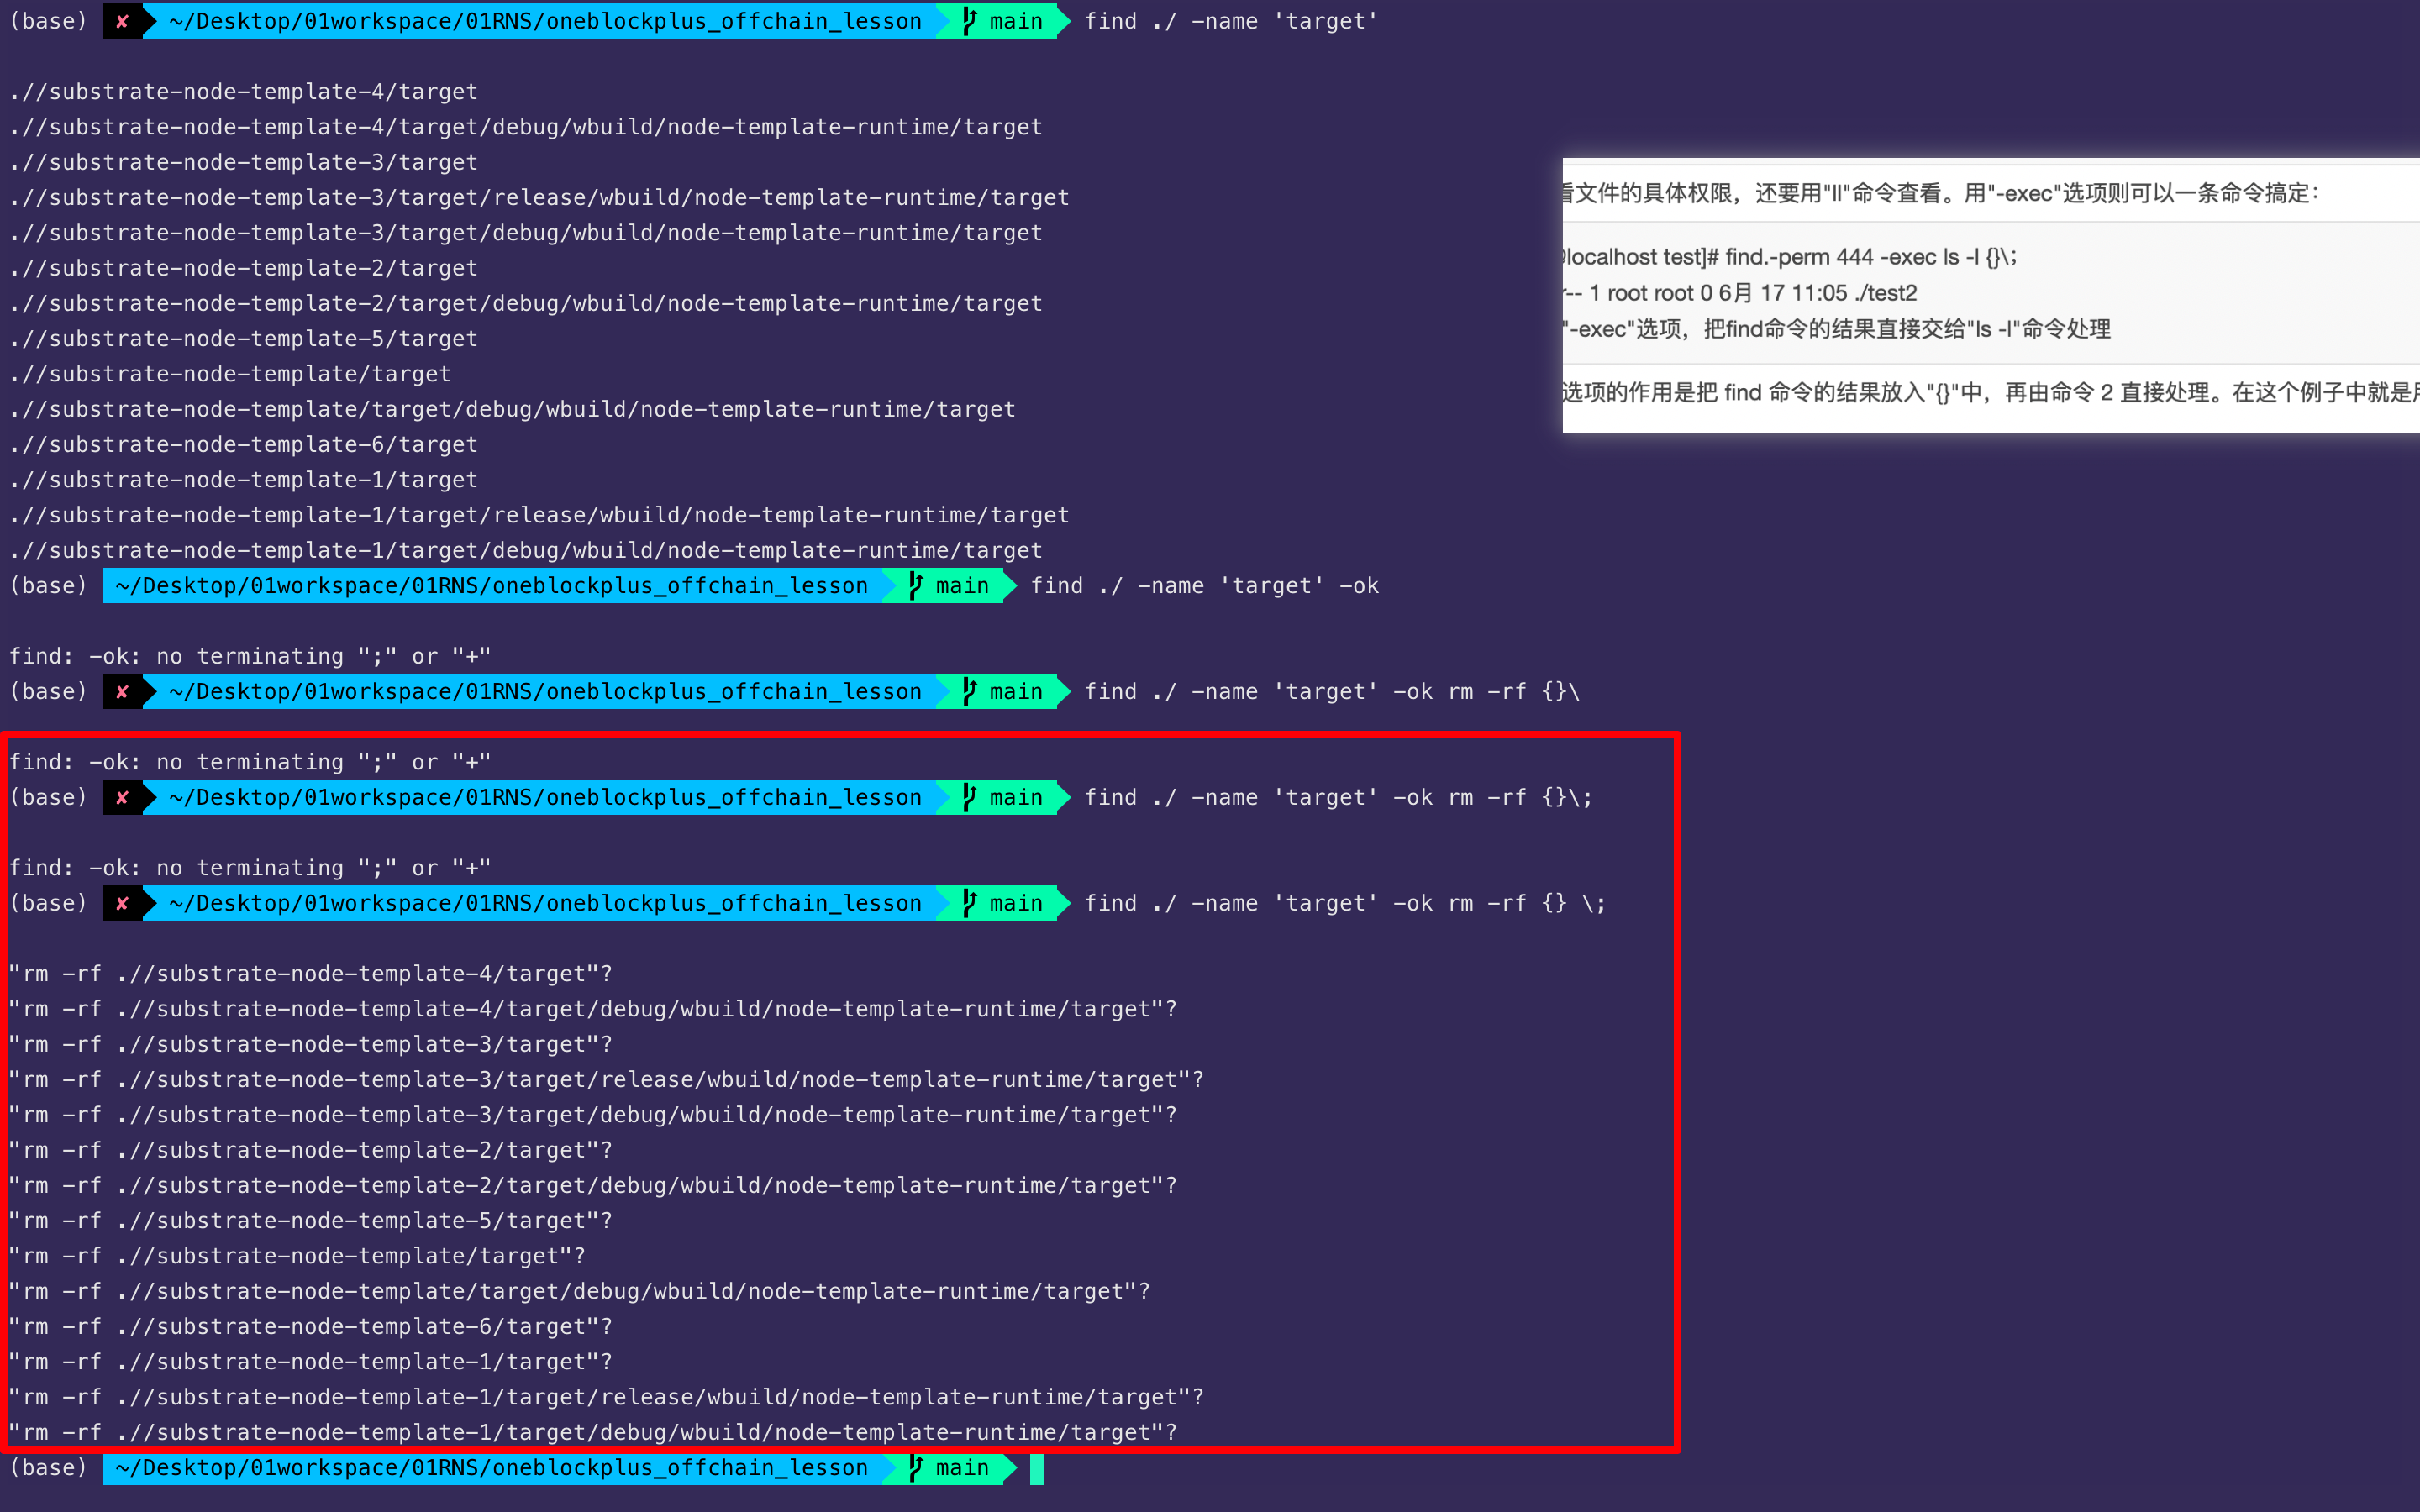 (base) ✘ ~/Desktop/01workspace/01RNS/oneblockplus_offchain_lesson main find ./ -name 'target'
.//substrate-node-template-4/target
.//substrate-node-template-4/target/debug/wbuild/node-template-runtime/target
.//substrate-node-template-3/target
.//substrate-node-template-3/target/release/wbuild/node-template-runtime/target
.//substrate-node-template-3/target/debug/wbuild/node-template-runtime/target
.//substrate-node-template-2/target
.//substrate-node-template-2/target/debug/wbuild/node-template-runtime/target
.//substrate-node-template-5/target
.//substrate-node-template/target
.//substrate-node-template/target/debug/wbuild/node-template-runtime/target
.//substrate-node-template-6/target
.//substrate-node-template-1/target
.//substrate-node-template-1/target/release/wbuild/node-template-runtime/target
.//substrate-node-template-1/target/debug/wbuild/node-template-runtime/target
(base) ~/Desktop/01workspace/01RNS/oneblockplus_offchain_lesson main find ./ -name 'target' -ok
find: -ok: no terminating ";" or "+"
(base) ✘ ~/Desktop/01workspace/01RNS/oneblockplus_offchain_lesson main find ./ -name 'target' -ok rm -rf {}\
find: -ok: no terminating ";" or "+"
(base) ✘ ~/Desktop/01workspace/01RNS/oneblockplus_offchain_lesson main find ./ -name 'target' -ok rm -rf {}\;
find: -ok: no terminating ";" or "+"
(base) ✘ ~/Desktop/01workspace/01RNS/oneblockplus_offchain_lesson main find ./ -name 'target' -ok rm -rf {} \;
"rm -rf .//substrate-node-template-4/target"?
"rm -rf .//substrate-node-template-4/target/debug/wbuild/node-template-runtime/target"?
"rm -rf .//substrate-node-template-3/target"?
"rm -rf .//substrate-node-template-3/target/release/wbuild/node-template-runtime/target"?
"rm -rf .//substrate-node-template-3/target/debug/wbuild/node-template-runtime/target"?
"rm -rf .//substrate-node-template-2/target"?
"rm -rf .//substrate-node-template-2/target/debug/wbuild/node-template-runtime/target"?
"rm -rf .//substrate-node-template-5/target"?
"rm -rf .//substrate-node-template/target"?
"rm -rf .//substrate-node-template/target/debug/wbuild/node-template-runtime/target"?
"rm -rf .//substrate-node-template-6/target"?
"rm -rf .//substrate-node-template-1/target"?
"rm -rf .//substrate-node-template-1/target/release/wbuild/node-template-runtime/target"?
"rm -rf .//substrate-node-template-1/target/debug/wbuild/node-template-runtime/target"?
(base) ~/Desktop/01workspace/01RNS/oneblockplus_offchain_lesson main
看文件的具体权限，还要用"ll"命令査看。用"-exec"选项则可以一条命令搞定：
localhost test]# find.-perm 444 -exec ls -l {}\;
-- 1 root root 0 6月 17 11:05 ./test2
"-exec"选项，把find命令的结果直接交给"ls -l"命令处理
选项的作用是把 find 命令的结果放入"{}"中，再由命令 2 直接处理。在这个例子中就是